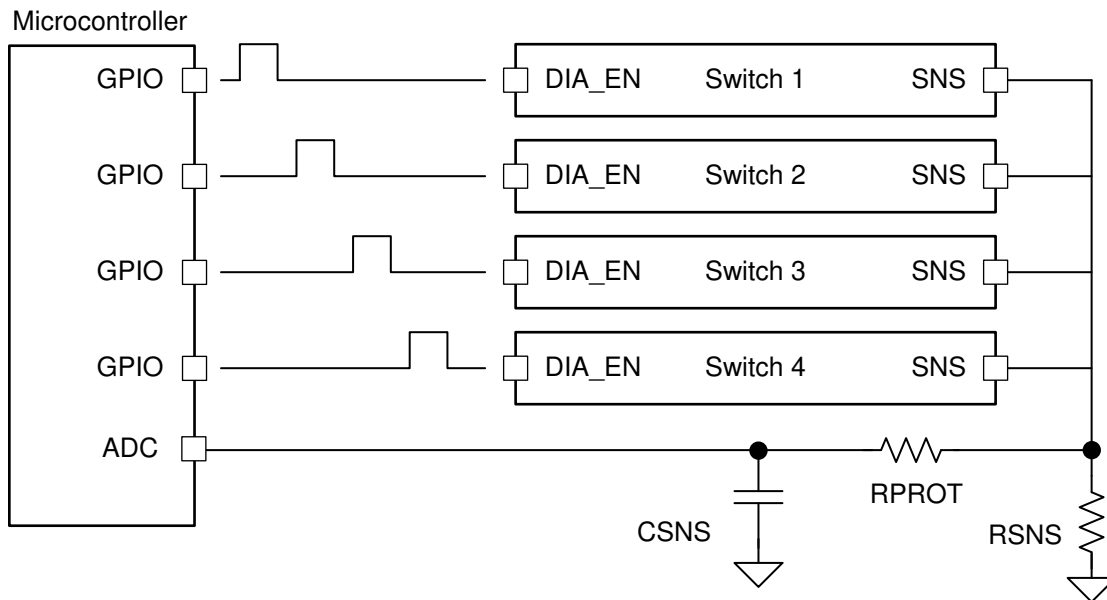 Microcontroller
GPIO DIA_EN Switch 1 SNS
GPIO DIA_EN Switch 2 SNS
GPIO DIA_EN Switch 3 SNS
GPIO DIA_EN Switch 4 SNS
ADC
RPROT
CSNS
RSNS